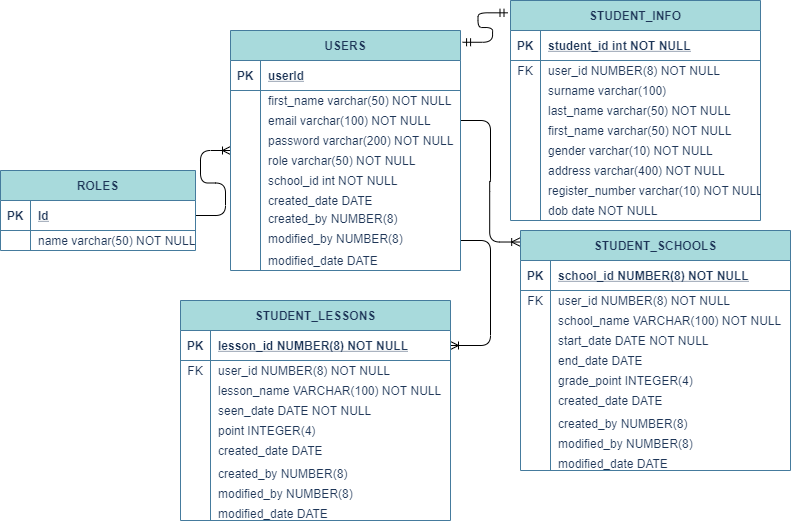 STUDENT_INFO
PK student_id int NOT NULL
FK user_id NUMBER(8) NOT NULL
surname varchar(100)
last_name varchar(50) NOT NULL
first_name varchar(50) NOT NULL
gender varchar(10) NOT NULL
address varchar(400) NOT NULL
register_number varchar(10) NOT NULL
dob date NOT NULL
USERS
PK userId
first_name varchar(50) NOT NULL
email varchar(100) NOT NULL
password varchar(200) NOT NULL
role varchar(50) NOT NULL
school_id int NOT NULL
created_date DATE
created_by NUMBER(8)
modified_by NUMBER(8)
modified_date DATE
ROLES
PK Id
name varchar(50) NOT NULL
STUDENT_SCHOOLS
PK school_id NUMBER(8) NOT NULL
FK user_id NUMBER(8) NOT NULL
school_name VARCHAR(100) NOT NULL
start_date DATE NOT NULL
end_date DATE
grade_point INTEGER(4)
created_date DATE
created_by NUMBER(8)
modified_by NUMBER(8)
modified_date DATE
STUDENT_LESSONS
PK lesson_id NUMBER(8) NOT NULL
FK user_id NUMBER(8) NOT NULL
lesson_name VARCHAR(100) NOT NULL
seen_date DATE NOT NULL
point INTEGER(4)
created_date DATE
created_by NUMBER(8)
modified_by NUMBER(8)
modified_date DATE